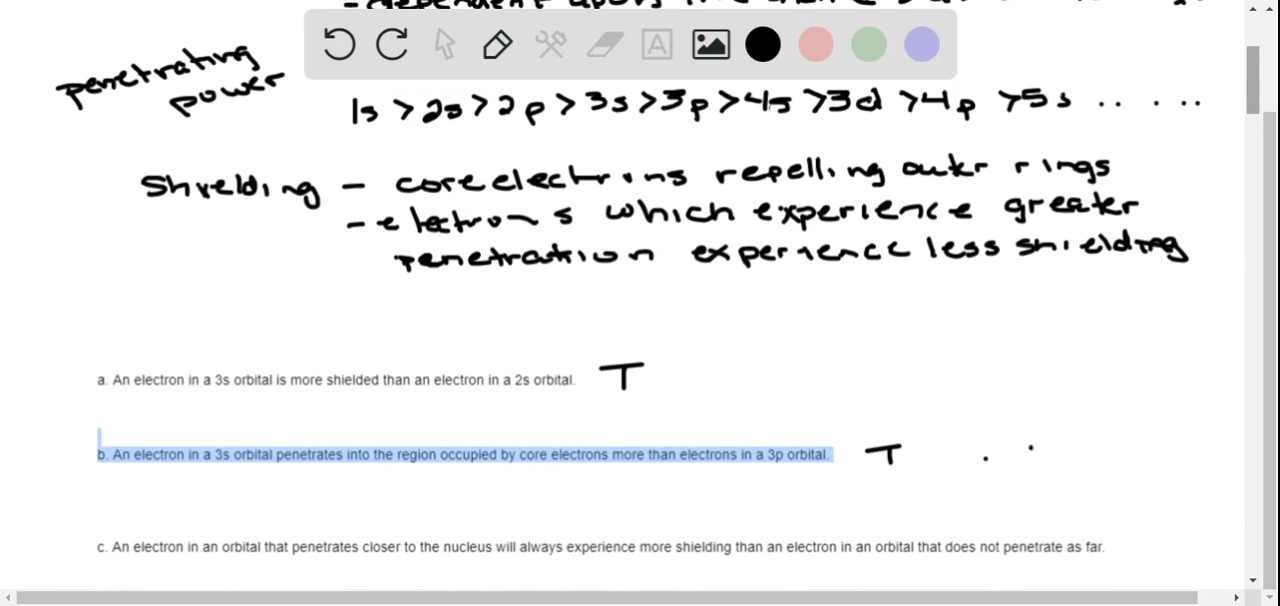 - dependent upon the
penetrating
power
1s > 2s > 2p > 3s > 3p > 4s > 3d > 4p > 5s .. . ..
A
Shielding - core electrons repelling outer rings
- electrons which experience greater
penetration experience less shielding
a. An electron in a 3s orbital is more shielded than an electron in a 2s orbital. T
b. An electron in a 3s orbital penetrates into the region occupied by core electrons more than electrons in a 3p orbital. T
c. An electron in an orbital that penetrates closer to the nucleus will always experience more shielding than an electron in an orbital that does not penetrate as far.